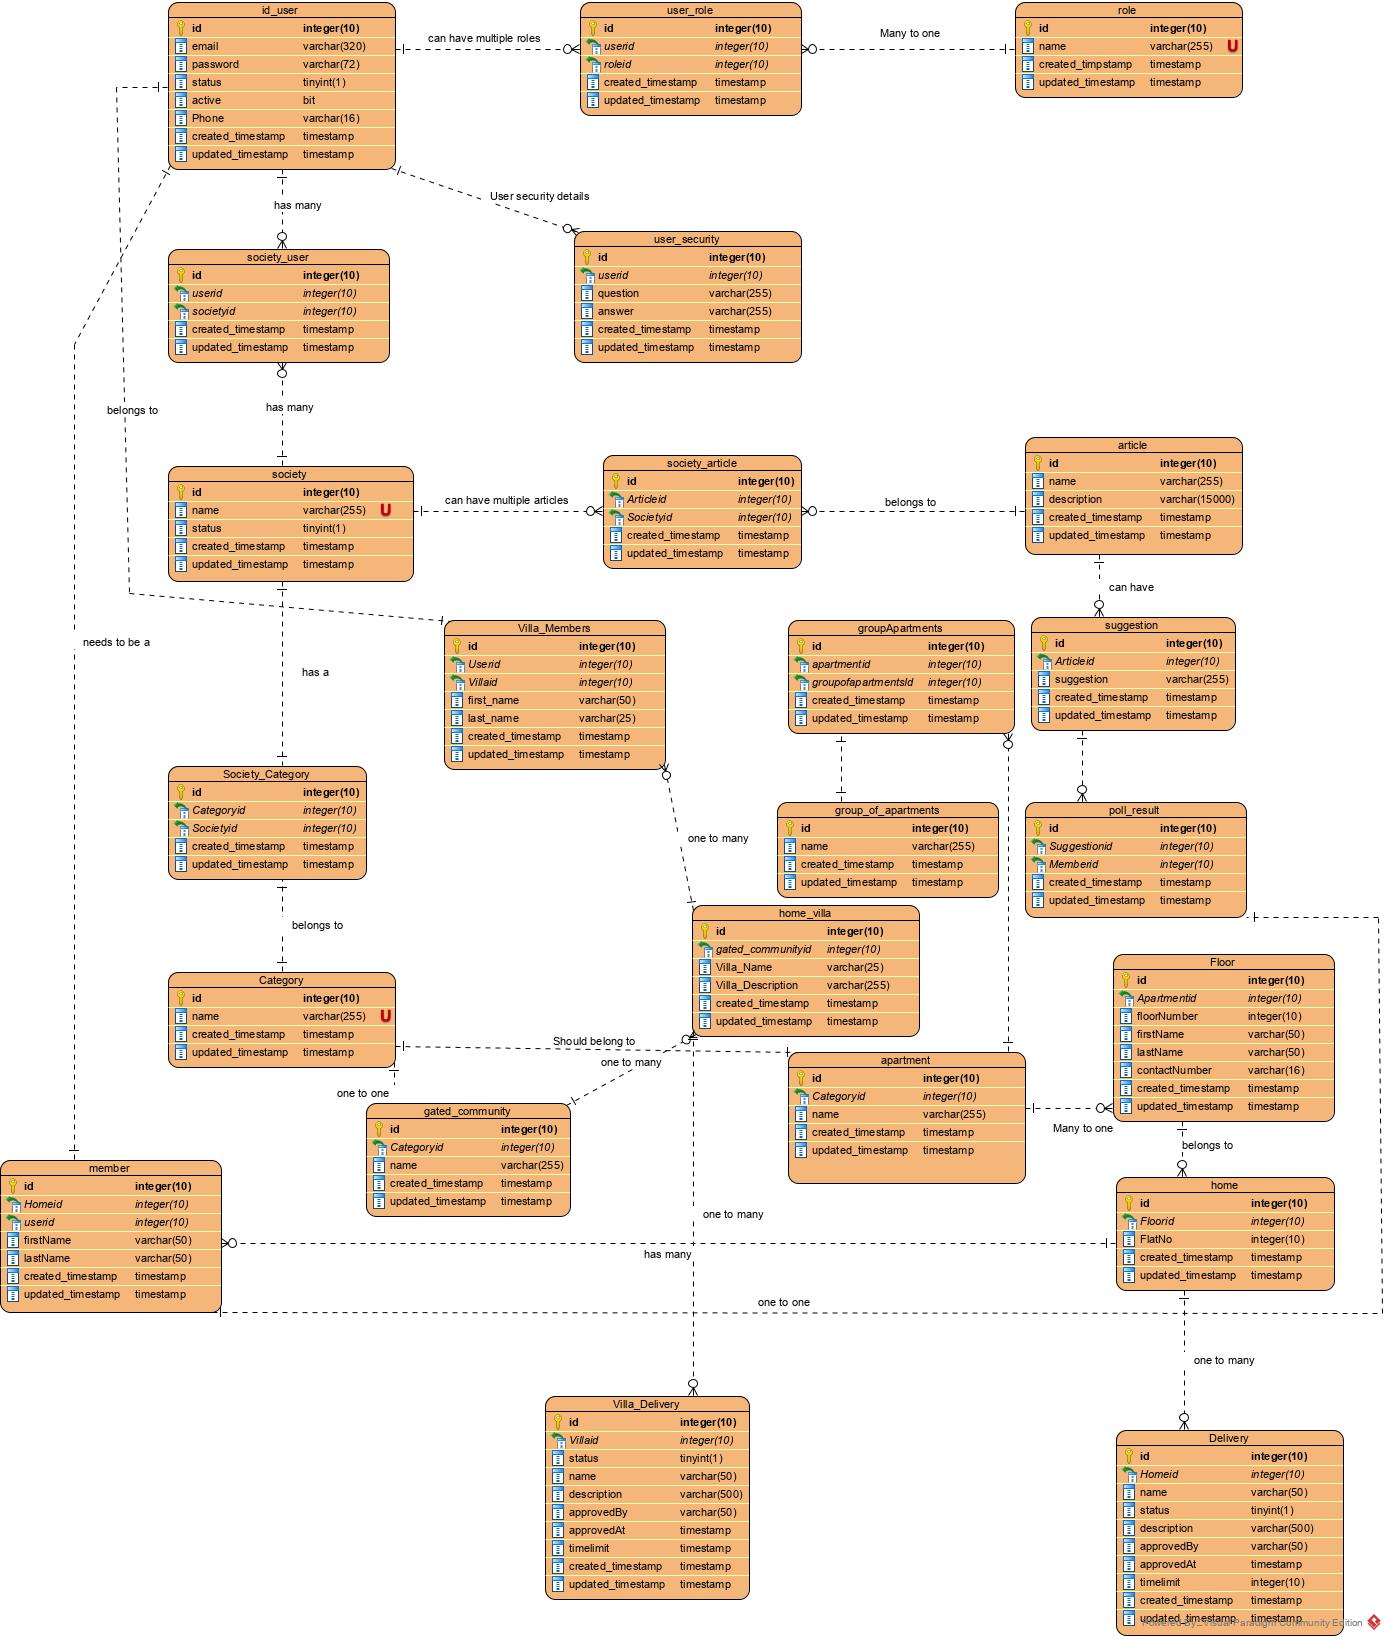 id_user
id integer(10)
email varchar(320)
password varchar(72)
status tinyint(1)
active bit
Phone varchar(16)
created_timestamp timestamp
updated_timestamp timestamp
can have multiple roles
user_role
id integer(10)
userid integer(10)
roleid integer(10)
created_timestamp timestamp
updated_timestamp timestamp
Many to one
role
id integer(10)
name varchar(255) U
created_timpstamp timestamp
updated_timestamp timestamp
has many
User security details
society_user
id integer(10)
userid integer(10)
societyid integer(10)
created_timestamp timestamp
updated_timestamp timestamp
user_security
id integer(10)
userid integer(10)
question varchar(255)
answer varchar(255)
created_timestamp timestamp
updated_timestamp timestamp
belongs to
has many
society
id integer(10)
name varchar(255) U
status tinyint(1)
created_timestamp timestamp
updated_timestamp timestamp
can have multiple articles
society_article
id integer(10)
Articleid integer(10)
Societyid integer(10)
created_timestamp timestamp
updated_timestamp timestamp
belongs to
article
id integer(10)
name varchar(255)
description varchar(15000)
created_timestamp timestamp
updated_timestamp timestamp
can have
needs to be a
has a
Villa_Members
id integer(10)
Userid integer(10)
Villaid integer(10)
first_name varchar(50)
last_name varchar(25)
created_timestamp timestamp
updated_timestamp timestamp
groupApartments
id integer(10)
apartmentid integer(10)
groupofapartmentsId integer(10)
created_timestamp timestamp
updated_timestamp timestamp
suggestion
id integer(10)
Articleid integer(10)
suggestion varchar(255)
created_timestamp timestamp
updated_timestamp timestamp
Society_Category
id integer(10)
Categoryid integer(10)
Societyid integer(10)
created_timestamp timestamp
updated_timestamp timestamp
one to many
group_of_apartments
id integer(10)
name varchar(255)
created_timestamp timestamp
updated_timestamp timestamp
poll_result
id integer(10)
Suggestionid integer(10)
Memberid integer(10)
created_timestamp timestamp
updated_timestamp timestamp
belongs to
home_villa
id integer(10)
gated_communityid integer(10)
Villa_Name varchar(25)
Villa_Description varchar(255)
created_timestamp timestamp
updated_timestamp timestamp
Floor
id integer(10)
Apartmentid integer(10)
floorNumber integer(10)
firstName varchar(50)
lastName varchar(50)
contactNumber varchar(16)
created_timestamp timestamp
updated_timestamp timestamp
Category
id integer(10)
name varchar(255) U
created_timestamp timestamp
updated_timestamp timestamp
Should belong to
one to many
one to one
apartment
id integer(10)
Categoryid integer(10)
name varchar(255)
created_timestamp timestamp
updated_timestamp timestamp
Many to one
belongs to
gated_community
id integer(10)
Categoryid integer(10)
name varchar(255)
created_timestamp timestamp
updated_timestamp timestamp
member
id integer(10)
Homeid integer(10)
userid integer(10)
firstName varchar(50)
lastName varchar(50)
created_timestamp timestamp
updated_timestamp timestamp
one to many
has many
home
id integer(10)
Floorid integer(10)
FlatNo integer(10)
created_timestamp timestamp
updated_timestamp timestamp
one to one
one to many
Villa_Delivery
id integer(10)
Villaid integer(10)
status tinyint(1)
name varchar(50)
description varchar(500)
approvedBy varchar(50)
approvedAt timestamp
timelimit timestamp
created_timestamp timestamp
updated_timestamp timestamp
Delivery
id integer(10)
Homeid integer(10)
name varchar(50)
status tinyint(1)
description varchar(500)
approvedBy varchar(50)
approvedAt timestamp
timelimit integer(10)
created_timestamp timestamp
updated_timestamp timestamp
Powered By Visual Paradigm Community Edition